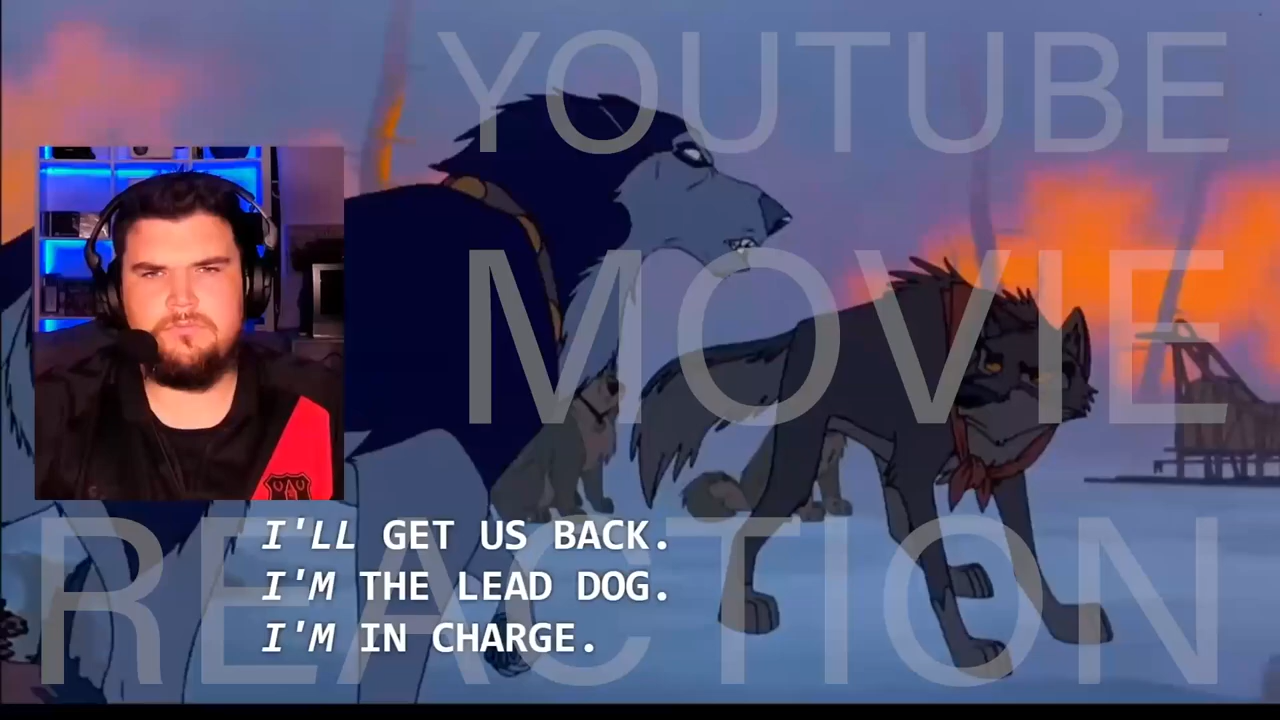 YOUTUBE
MOVIE
REACTION
I'LL GET US BACK.
I'M THE LEAD DOG.
I'M IN CHARGE.